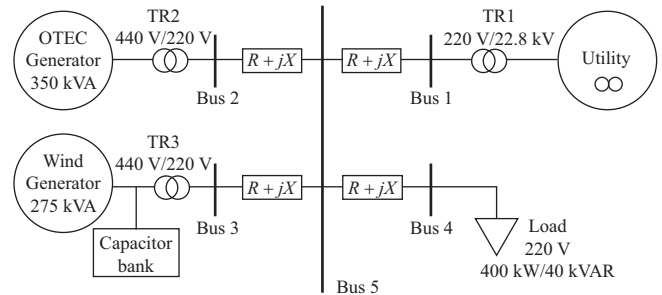 OTEC
Generator
350 kVA
TR2
440 V/220 V
Bus 2
R + jX
R + jX
Bus 1
TR1
220 V/22.8 kV
Utility
Wind
Generator
275 kVA
Capacitor
bank
TR3
440 V/220 V
Bus 3
R + jX
R + jX
Bus 4
Load
220 V
400 kW/40 kVAR
Bus 5